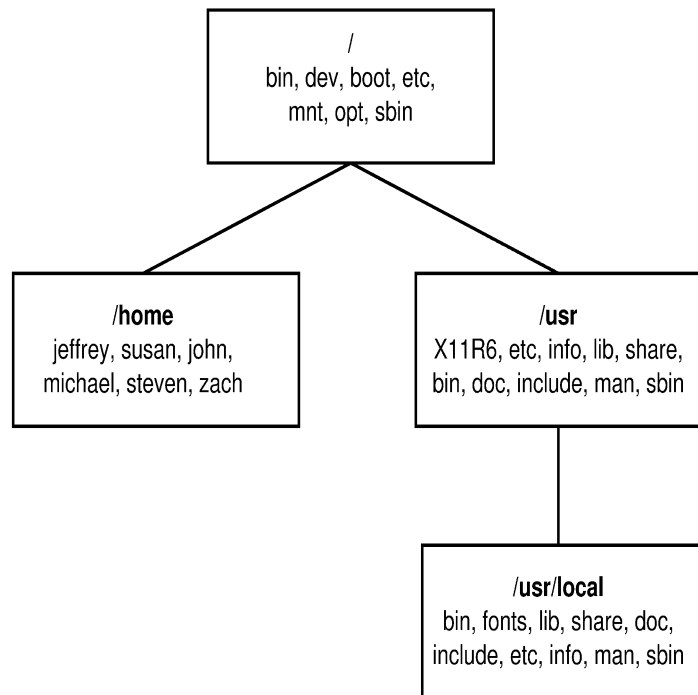 /
bin, dev, boot, etc,
mnt, opt, sbin
/home
jeffrey, susan, john,
michael, steven, zach
/usr
X11R6, etc, info, lib, share,
bin, doc, include, man, sbin
/usr/local
bin, fonts, lib, share, doc,
include, etc, info, man, sbin